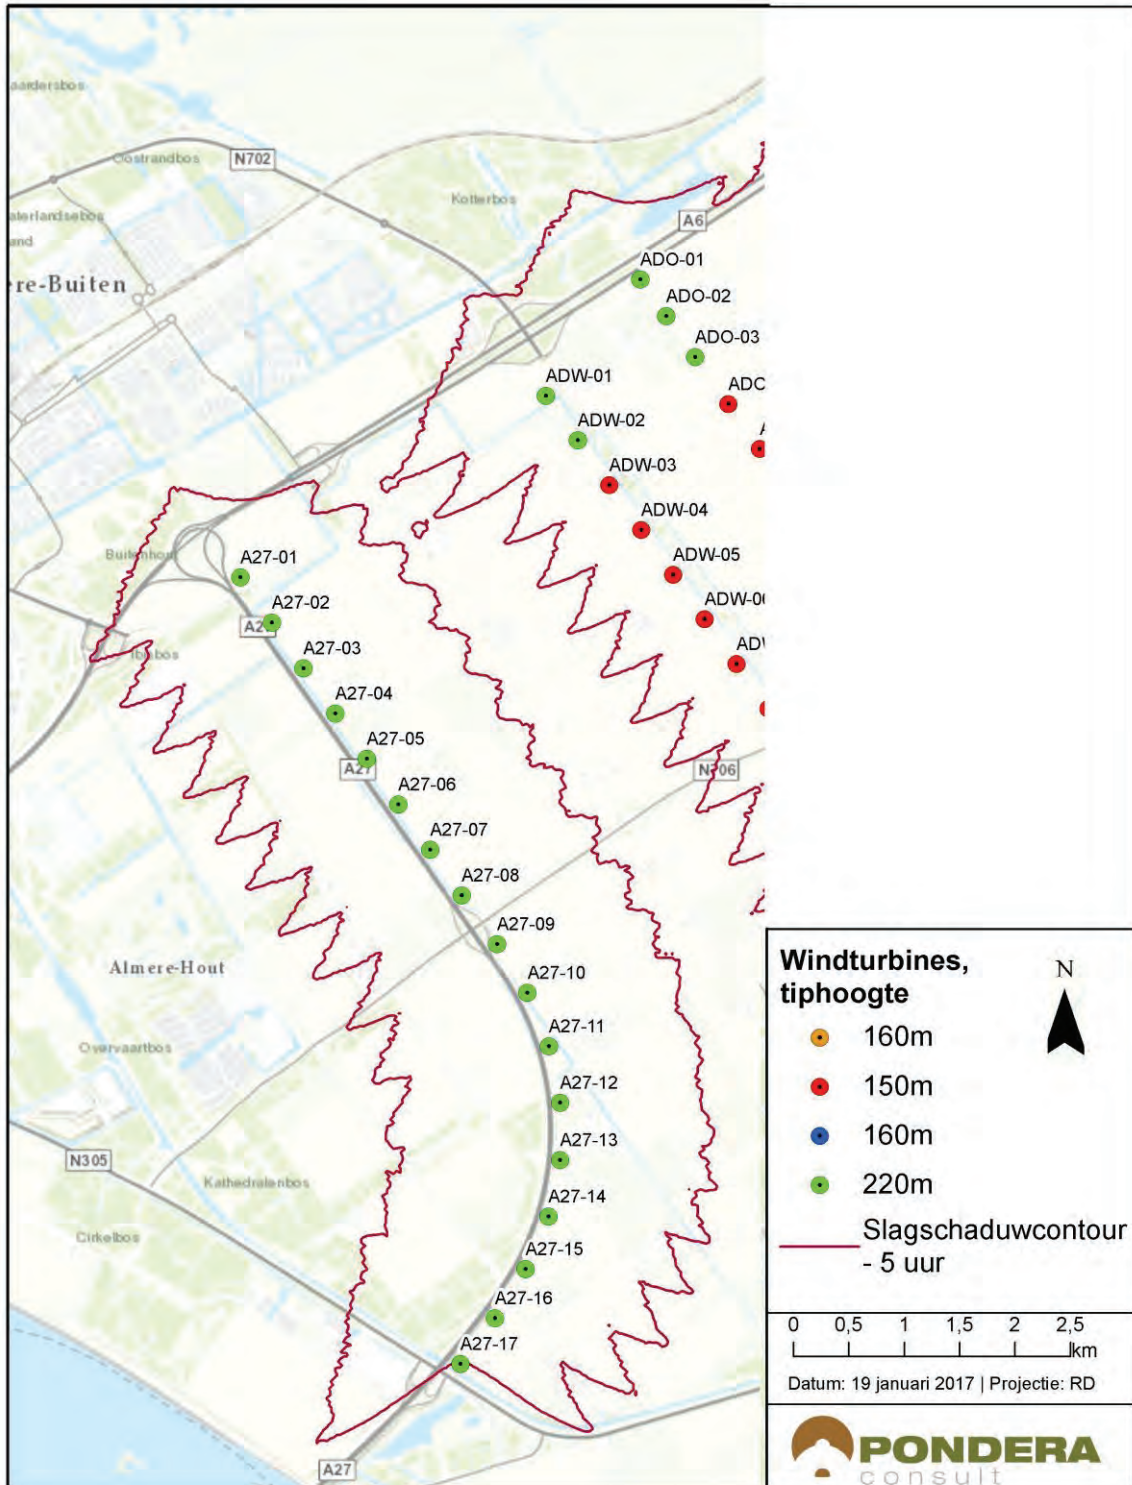 aardersbos
Oostrandbos
N702
Kotterbos
aterlandsebos
and
A6
ere-Buiten
ADO-01
ADO-02
ADO-03
ADW-01
ADW-02
ADW-03
ADW-04
ADW-05
Buitenhout
A27-01
A27-02
A27-03
A27-04
A27-05
A27
A27-06
A27-07
A27-08
A27-09
A27-10
A27-11
A27-12
A27-13
A27-14
A27-15
A27-16
A27-17
Almere-Hout
Overvaartbos
N305
Kathedralenbos
Cirkelbos
A27
Windturbines,
tiphoogte
N
160m
150m
160m
220m
Slagschaduwcontour
- 5 uur
0 0,5 1 1,5 2 2,5
km
Datum: 19 januari 2017 | Projectie: RD
PONDERA
consult